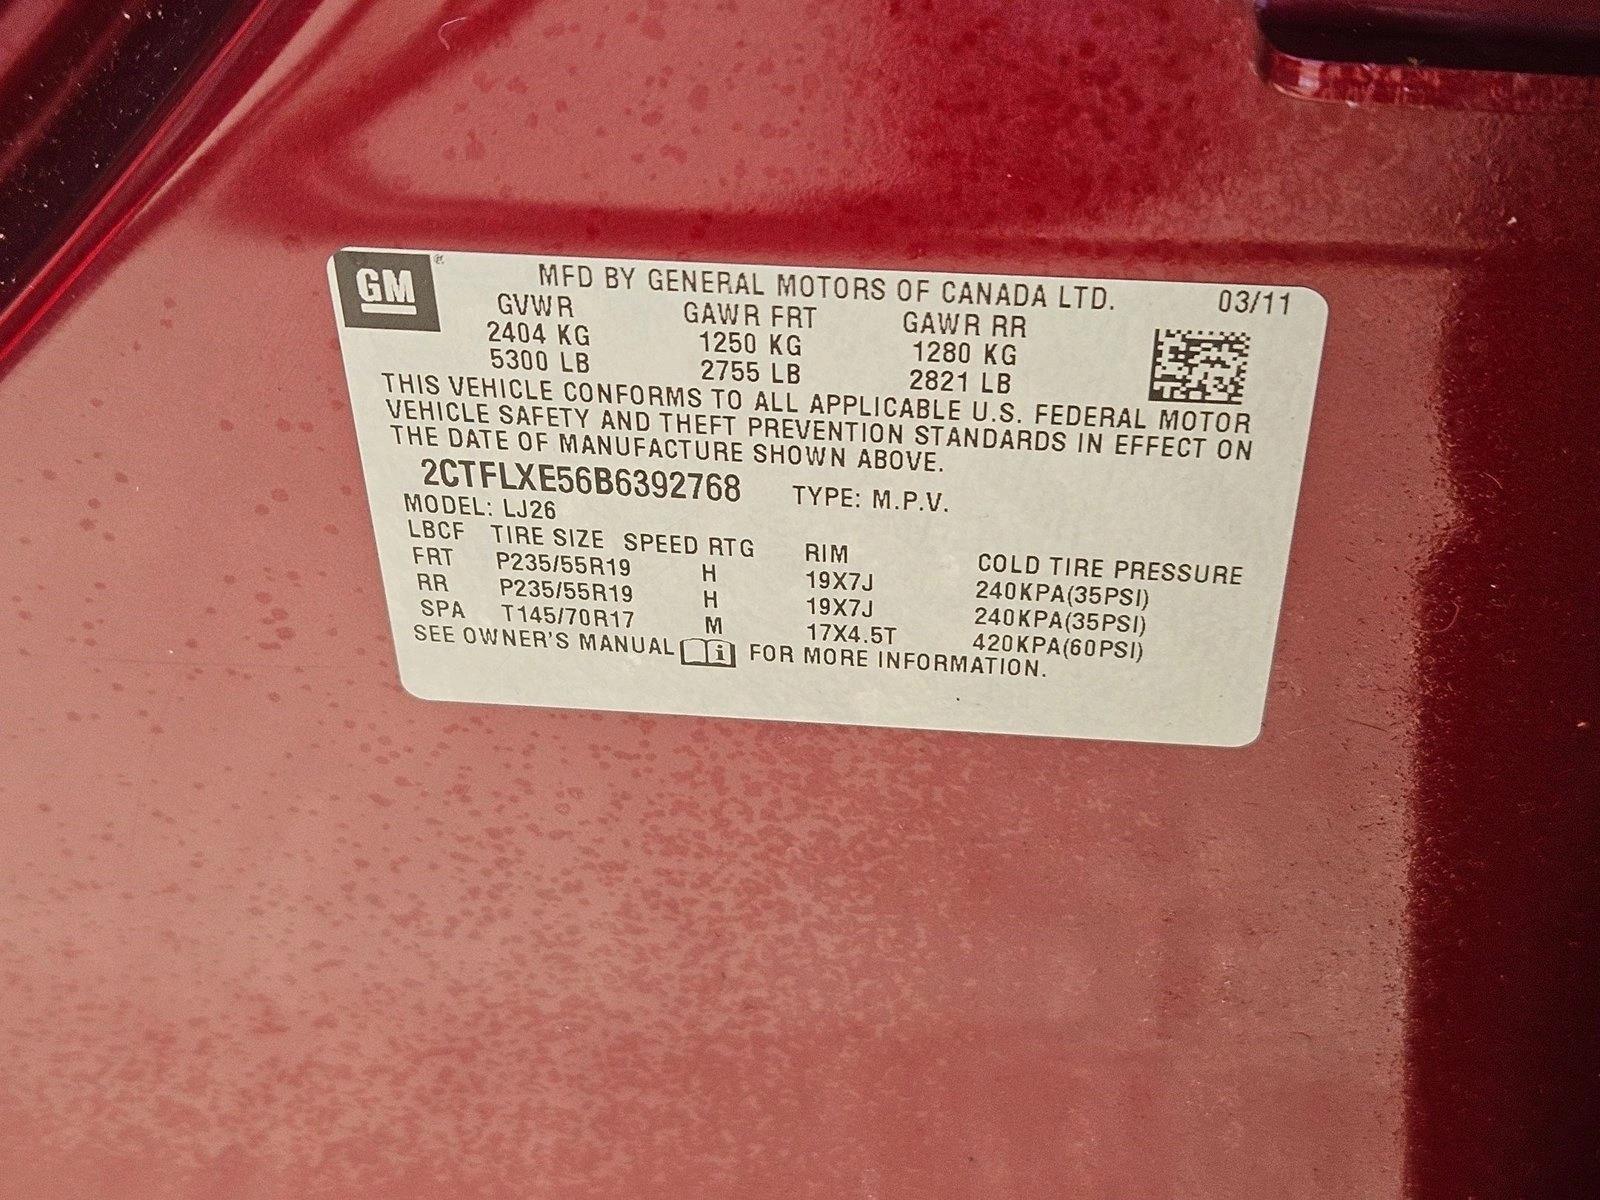 GM ®
MFD BY GENERAL MOTORS OF CANADA LTD. 03/11
GVWR GAWR FRT GAWR RR
2404 KG 1250 KG 1280 KG
5300 LB 2755 LB 2821 LB
THIS VEHICLE CONFORMS TO ALL APPLICABLE U.S. FEDERAL MOTOR
VEHICLE SAFETY AND THEFT PREVENTION STANDARDS IN EFFECT ON
THE DATE OF MANUFACTURE SHOWN ABOVE.
2CTFLXE56B6392768 TYPE: M.P.V.
MODEL: LJ26
LBCF TIRE SIZE SPEED RTG RIM COLD TIRE PRESSURE
FRT P235/55R19 H 19X7J 240KPA(35PSI)
RR P235/55R19 H 19X7J 240KPA(35PSI)
SPA T145/70R17 M 17X4.5T 420KPA(60PSI)
SEE OWNER'S MANUAL i FOR MORE INFORMATION.